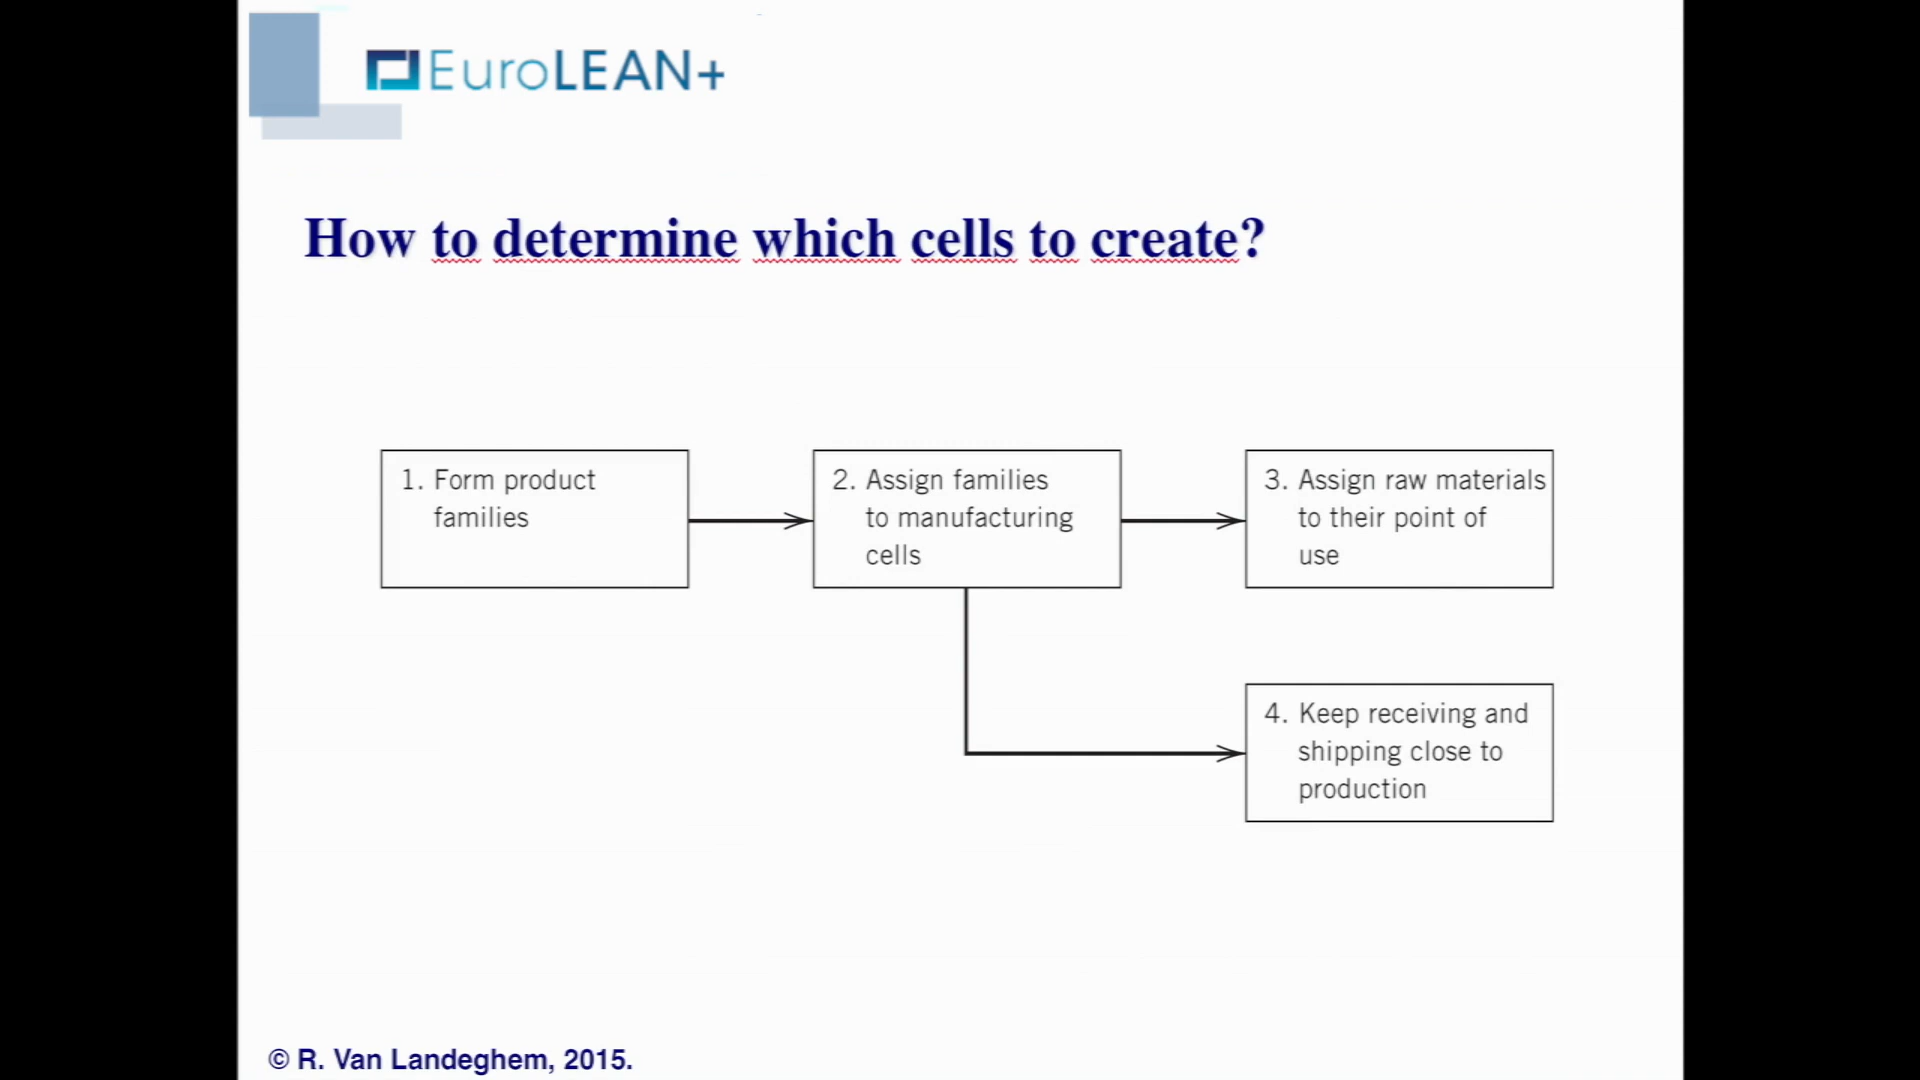 EuroLEAN+
How to determine which cells to create?
1. Form product
families
2. Assign families
to manufacturing
cells
3. Assign raw materials
to their point of
use
4. Keep receiving and
shipping close to
production
© R. Van Landeghem, 2015.